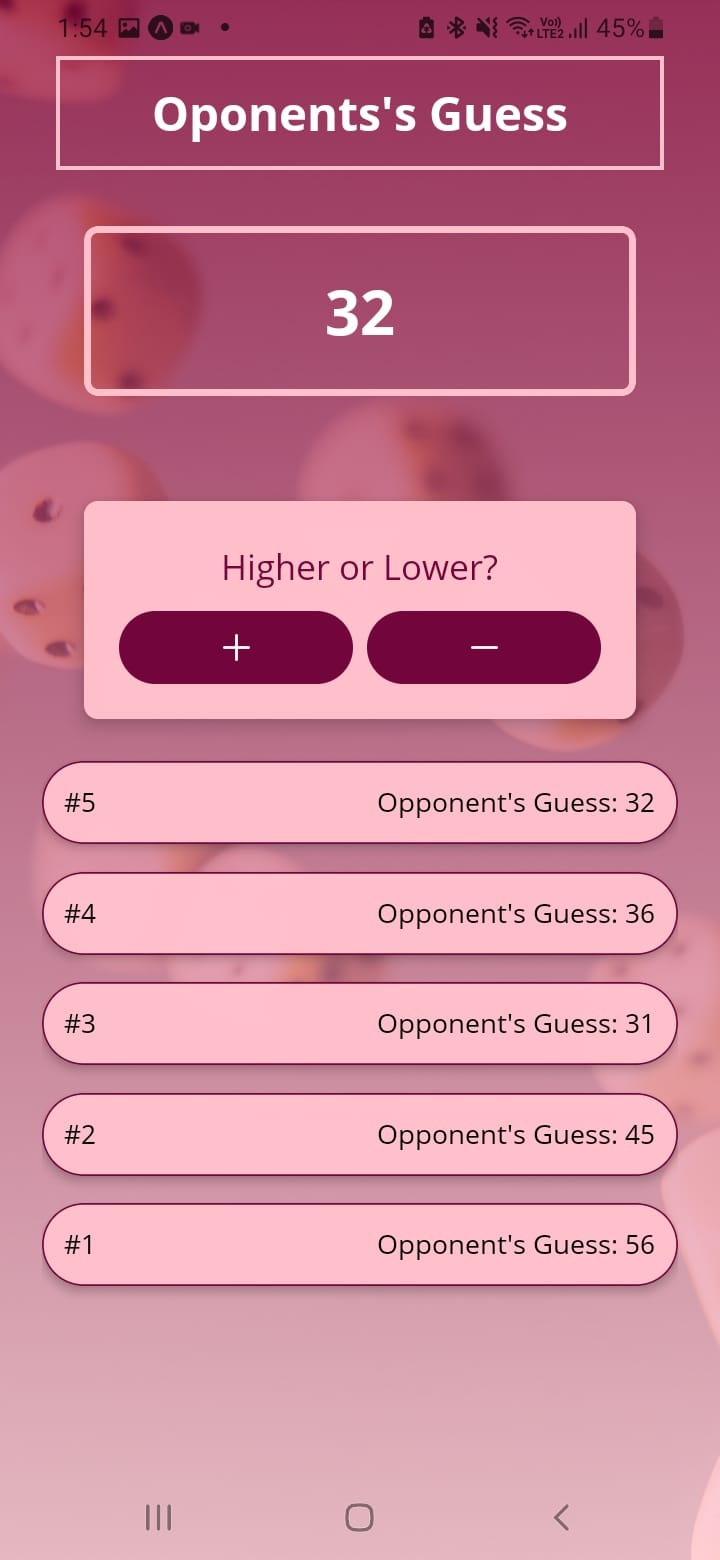 1:54 Vo)) LTE2 45%
Oponents's Guess
32
Higher or Lower?
+ −
#5 Opponent's Guess: 32
#4 Opponent's Guess: 36
#3 Opponent's Guess: 31
#2 Opponent's Guess: 45
#1 Opponent's Guess: 56